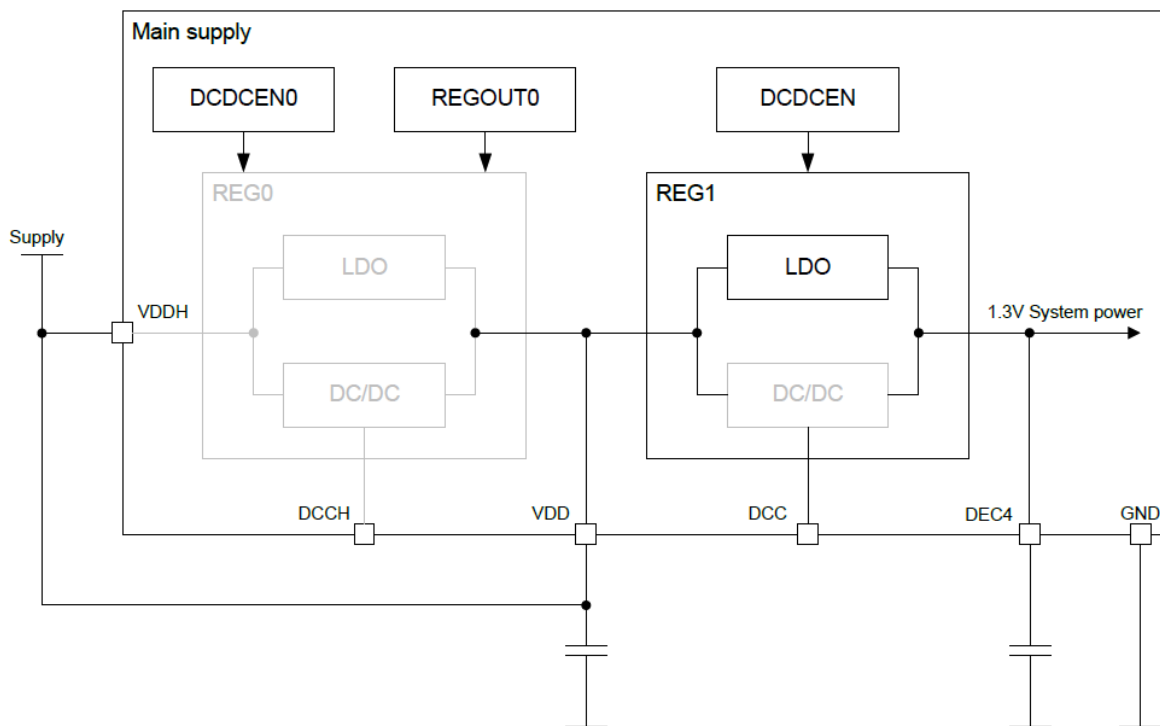 Main supply
DCDCEN0
REGOUT0
DCDCEN
REG0
REG1
Supply
LDO
LDO
VDDH
1.3V System power
DC/DC
DC/DC
DCCH
VDD
DCC
DEC4
GND